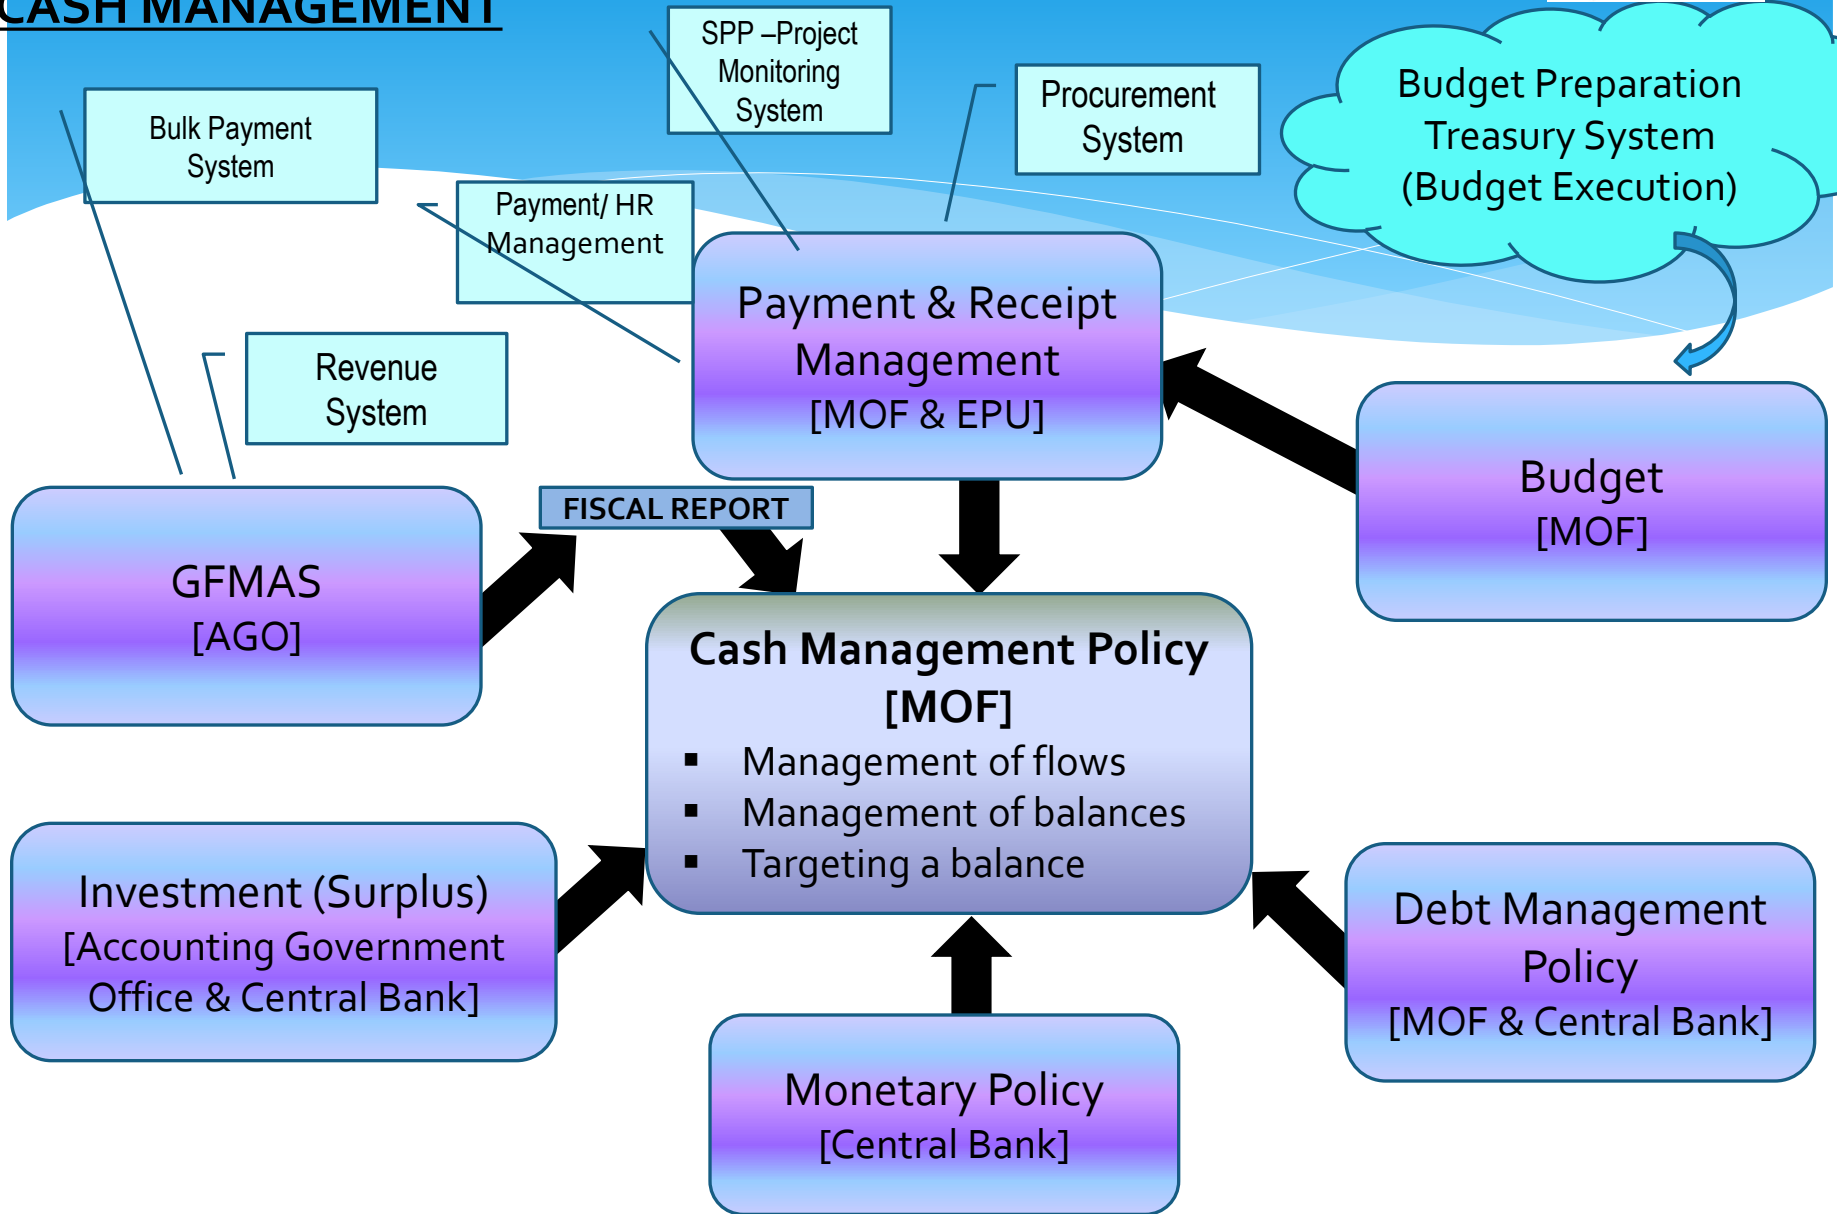 CASH MANAGEMENT
SPP –Project
Monitoring
System
Procurement
System
Budget Preparation
Treasury System
(Budget Execution)
Bulk Payment
System
Payment/ HR
Management
Revenue
System
Payment & Receipt
Management
[MOF & EPU]
Budget
[MOF]
FISCAL REPORT
GFMAS
[AGO]
Cash Management Policy
[MOF]
▪ Management of flows
▪ Management of balances
▪ Targeting a balance
Investment (Surplus)
[Accounting Government
Office & Central Bank]
Debt Management
Policy
[MOF & Central Bank]
Monetary Policy
[Central Bank]